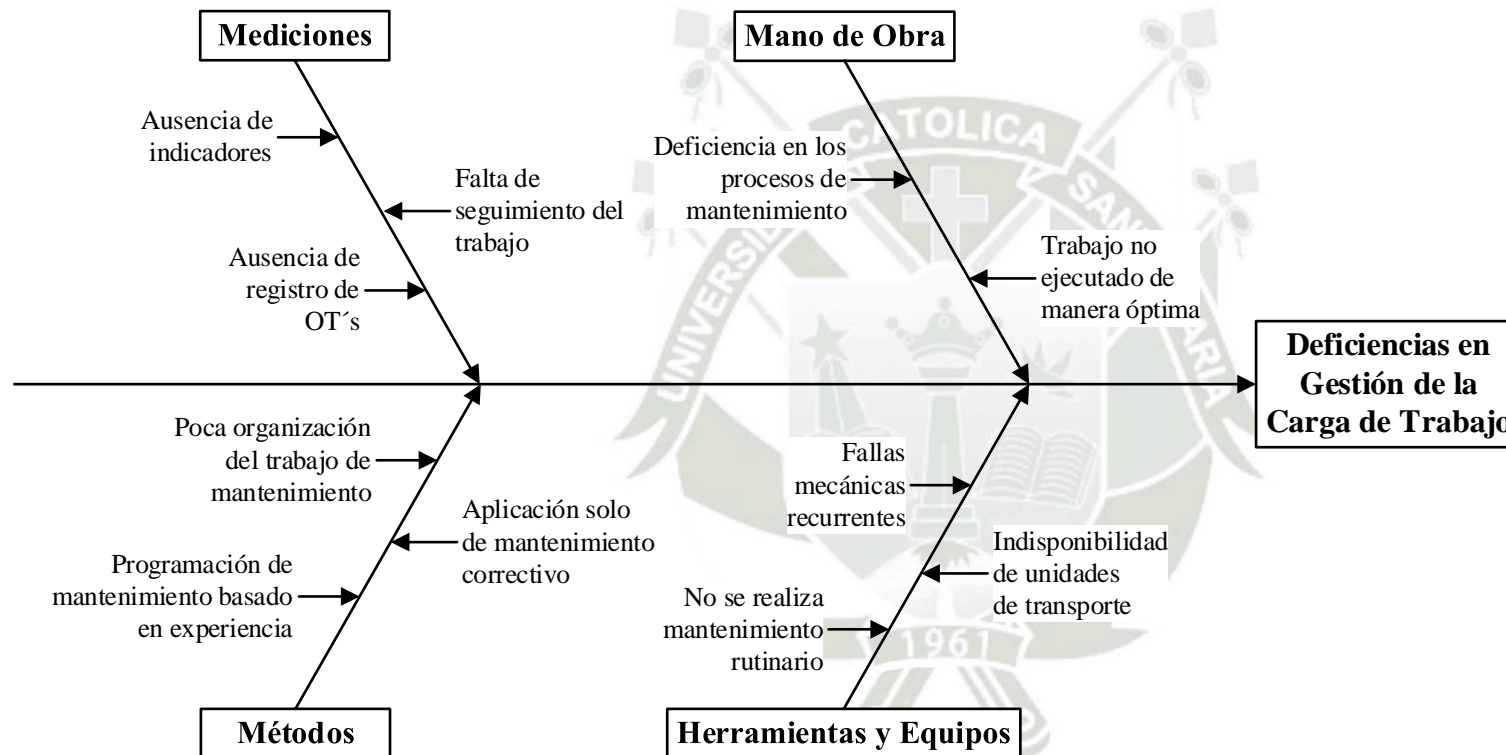 Mediciones
Mano de Obra
Ausencia de
indicadores
Falta de
seguimiento del
trabajo
Ausencia de
registro de
OT´s
Deficiencia en los
procesos de
mantenimiento
Trabajo no
ejecutado de
manera óptima
Deficiencias en
Gestión de la
Carga de Trabajo
Poca organización
del trabajo de
mantenimiento
Aplicación solo
de mantenimiento
correctivo
Programación de
mantenimiento basado
en experiencia
Fallas
mecánicas
recurrentes
Indisponibilidad
de unidades
de transporte
No se realiza
mantenimiento
rutinario
Métodos
Herramientas y Equipos
CATOLICA
1961